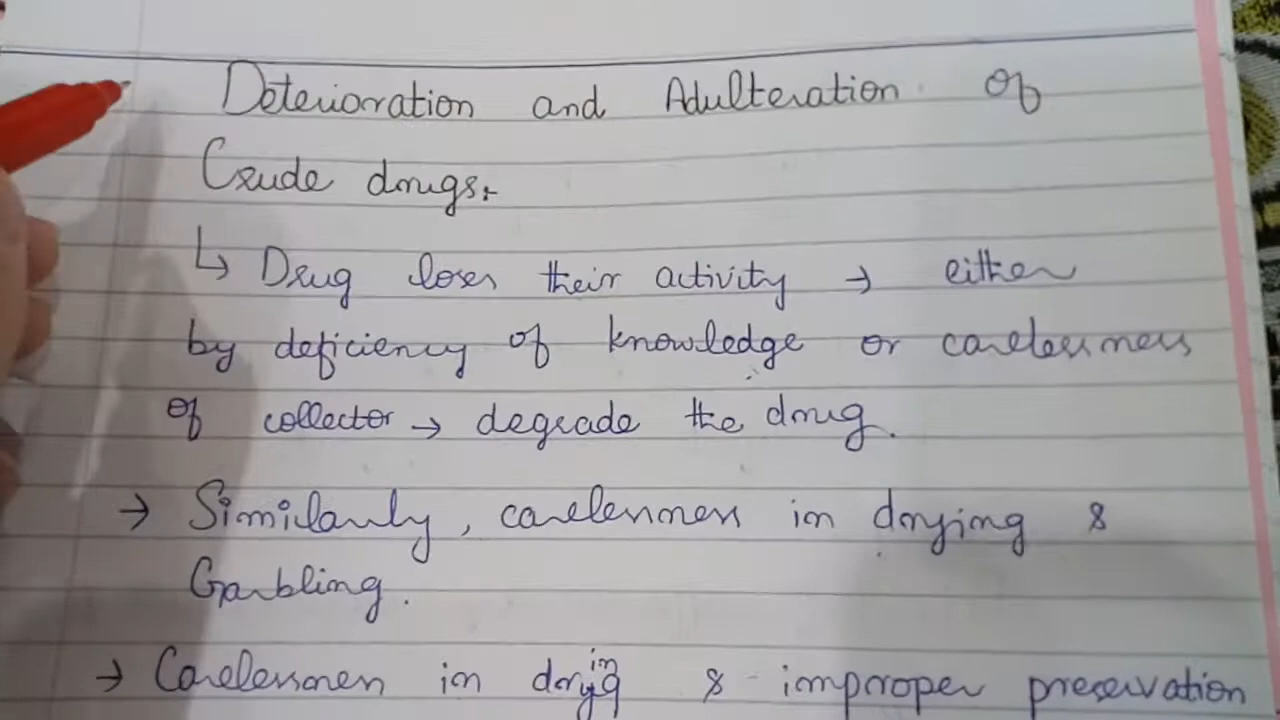 Deterioration and Adulteration of
Crude drugs:
↳ Drug loses their activity → either
by deficiency of knowledge or carelessness
of collector → degrade the drug.
→ Similarly, carelessness in drying &
Garbling.
→ Carelessness in drying & improper preservation